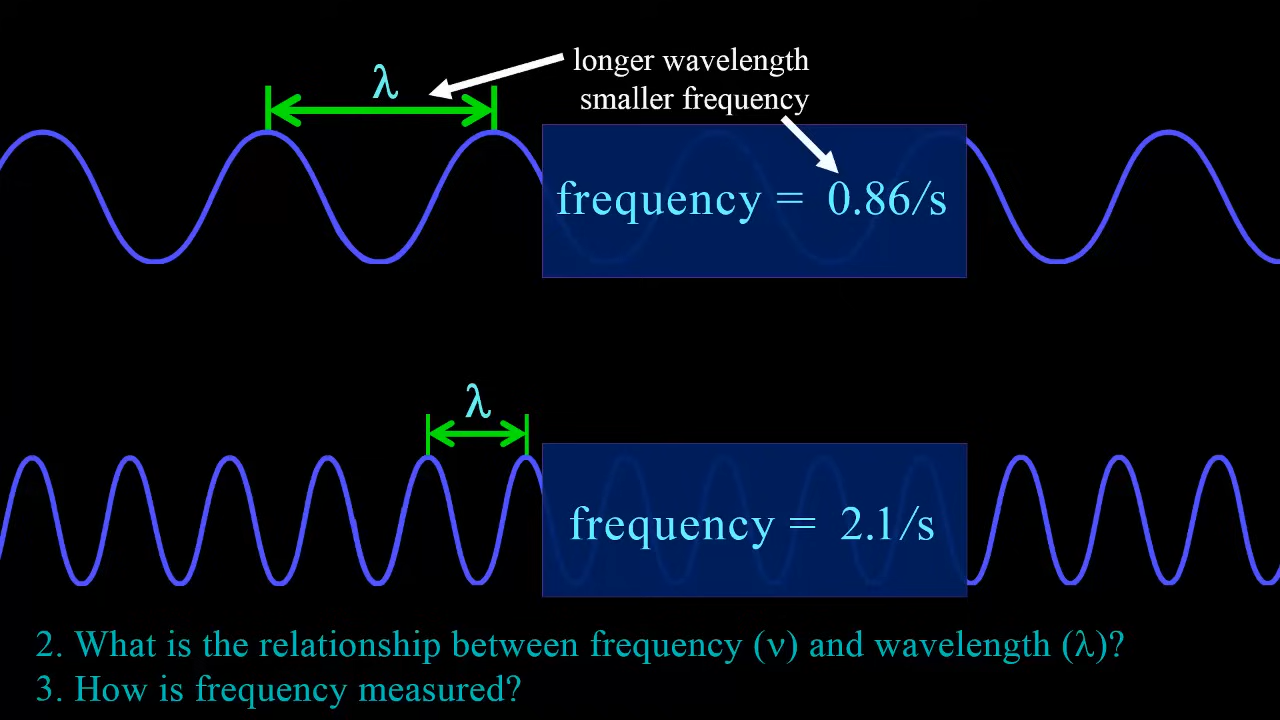 λ
longer wavelength
smaller frequency
frequency = 0.86/s
λ
frequency = 2.1/s
2. What is the relationship between frequency (ν) and wavelength (λ)?
3. How is frequency measured?